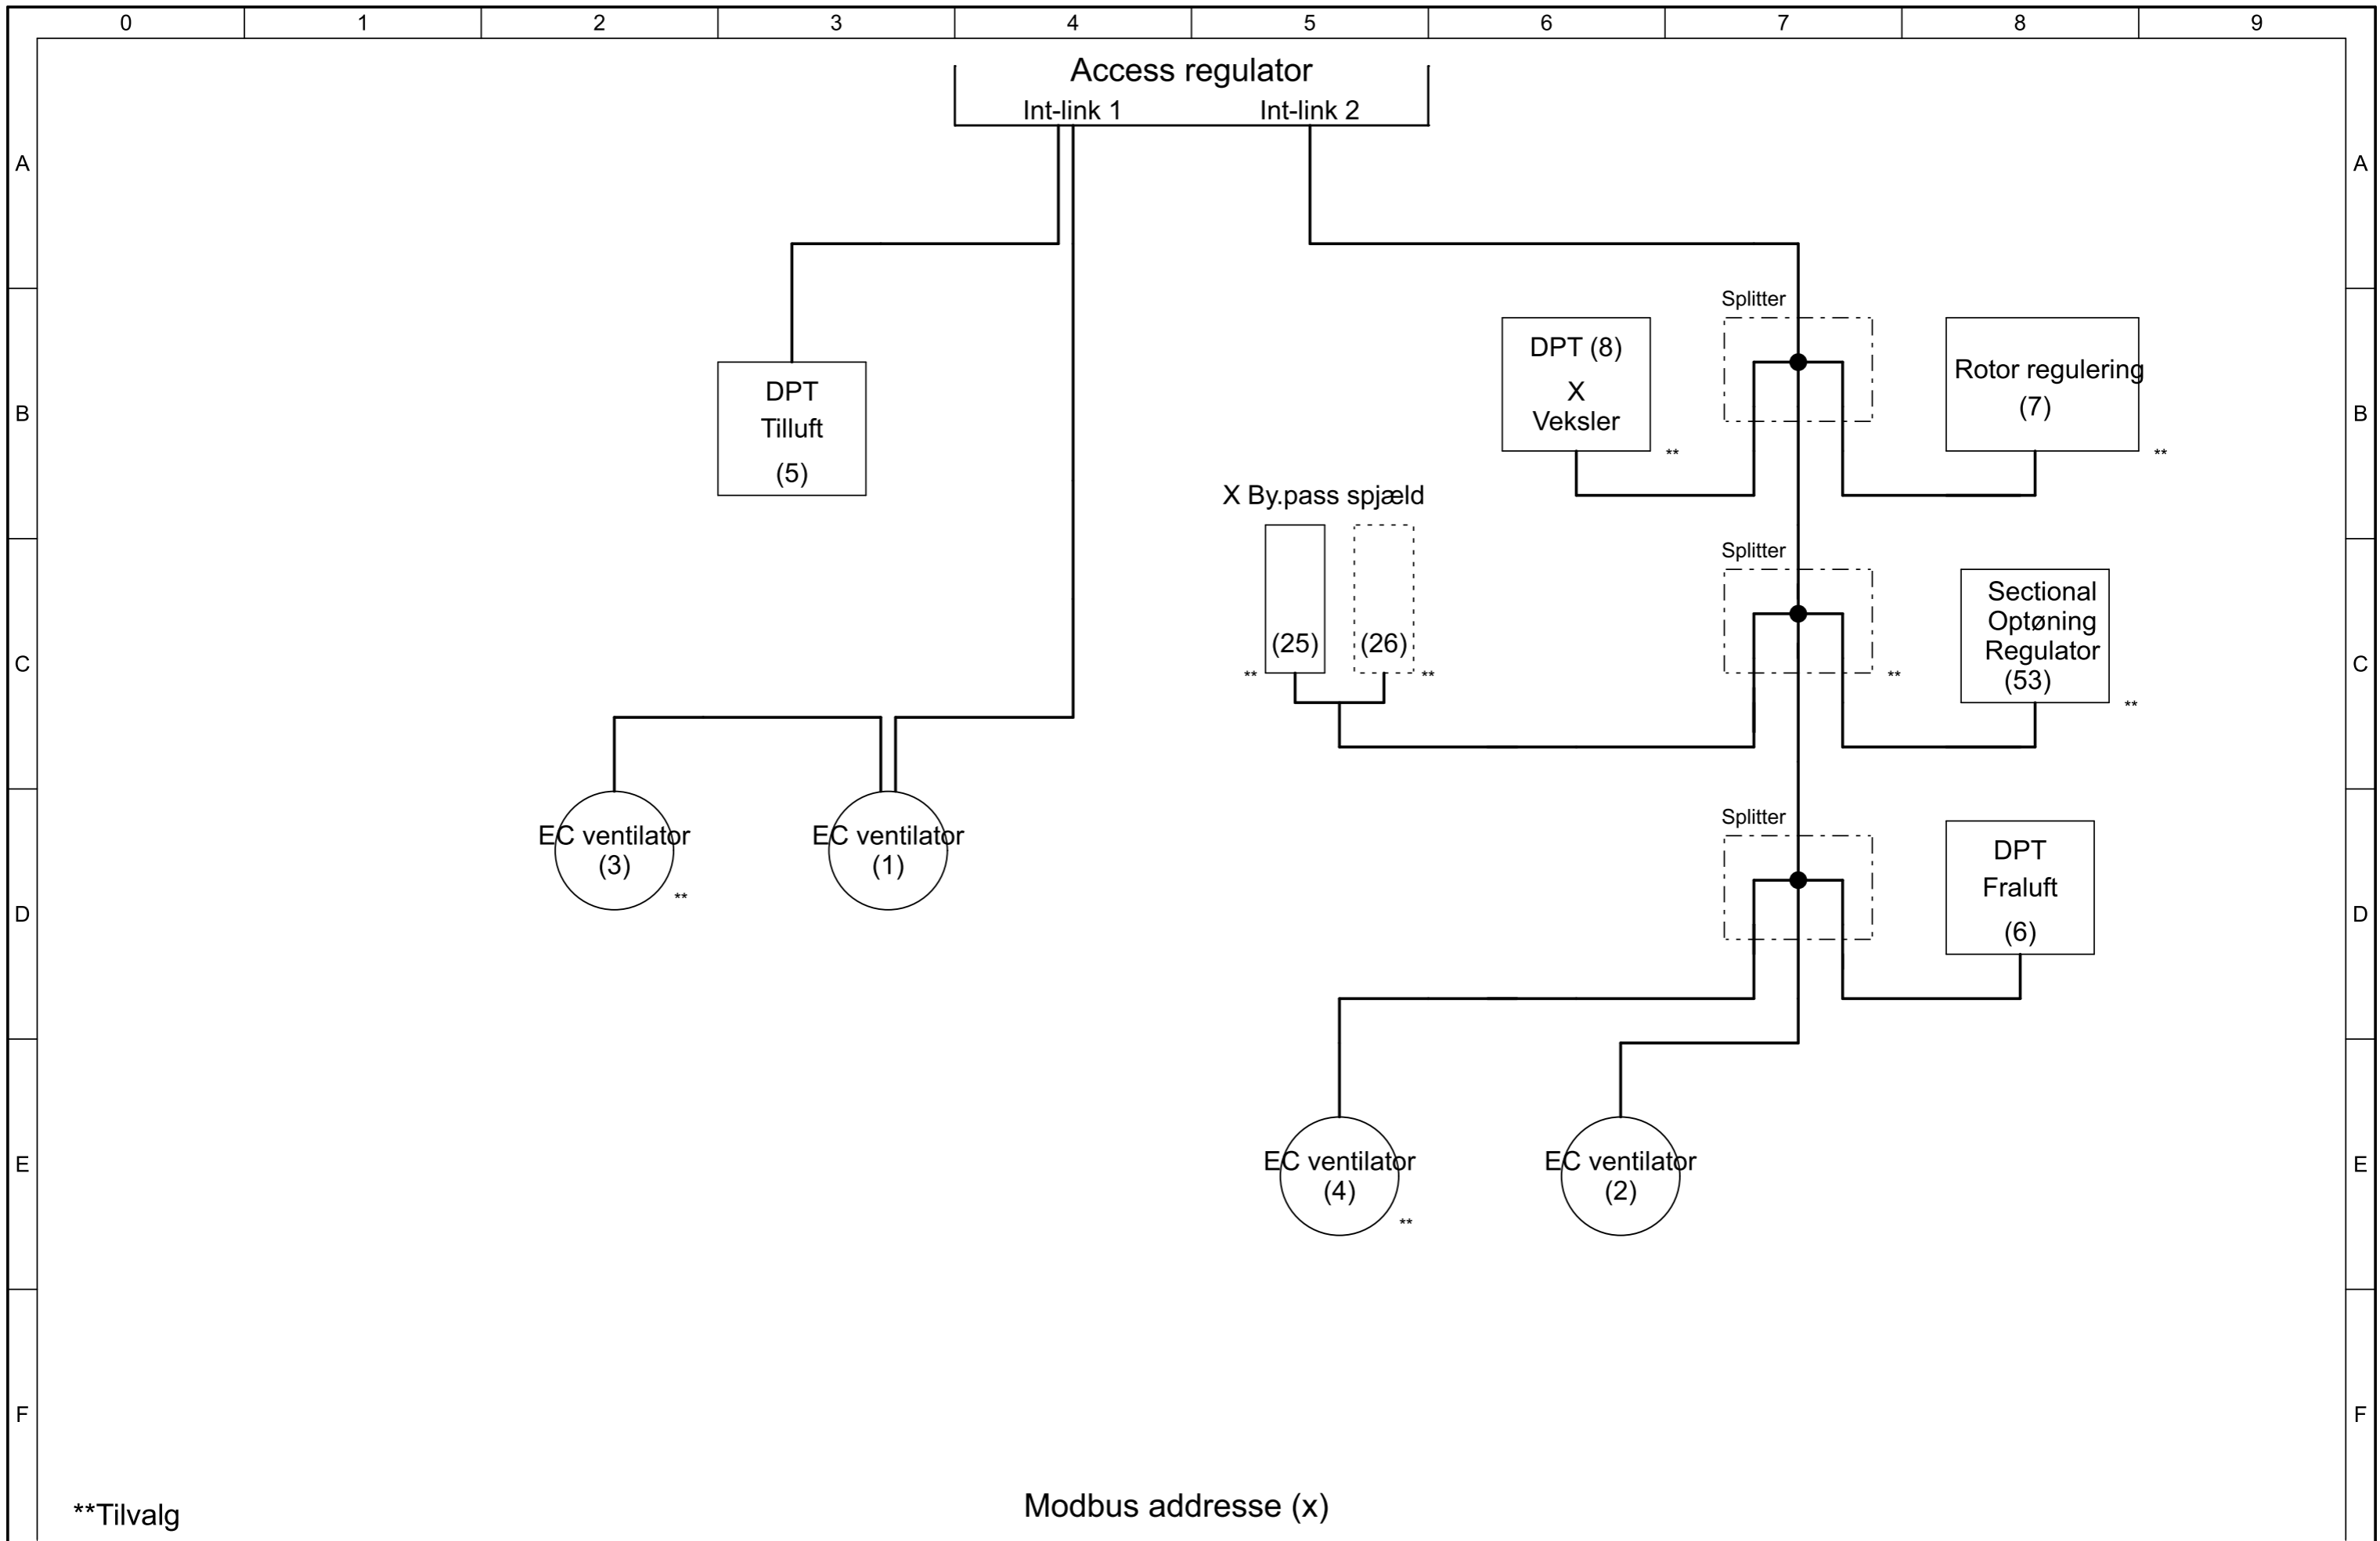 0 1 2 3 4 5 6 7 8 9
Access regulator
Int-link 1 Int-link 2
A A
Splitter
DPT (8)
X
Veksler
**
Rotor regulering
(7)
**
DPT
Tilluft
(5)
B B
X By.pass spjæld
(25) (26)
** **
Splitter
**
Sectional
Optøning
Regulator
(53)
**
C C
EC ventilator
(3)
**
EC ventilator
(1)
Splitter
DPT
Fraluft
(6)
D D
EC ventilator
(4)
**
EC ventilator
(2)
E E
F F
**Tilvalg
Modbus addresse (x)